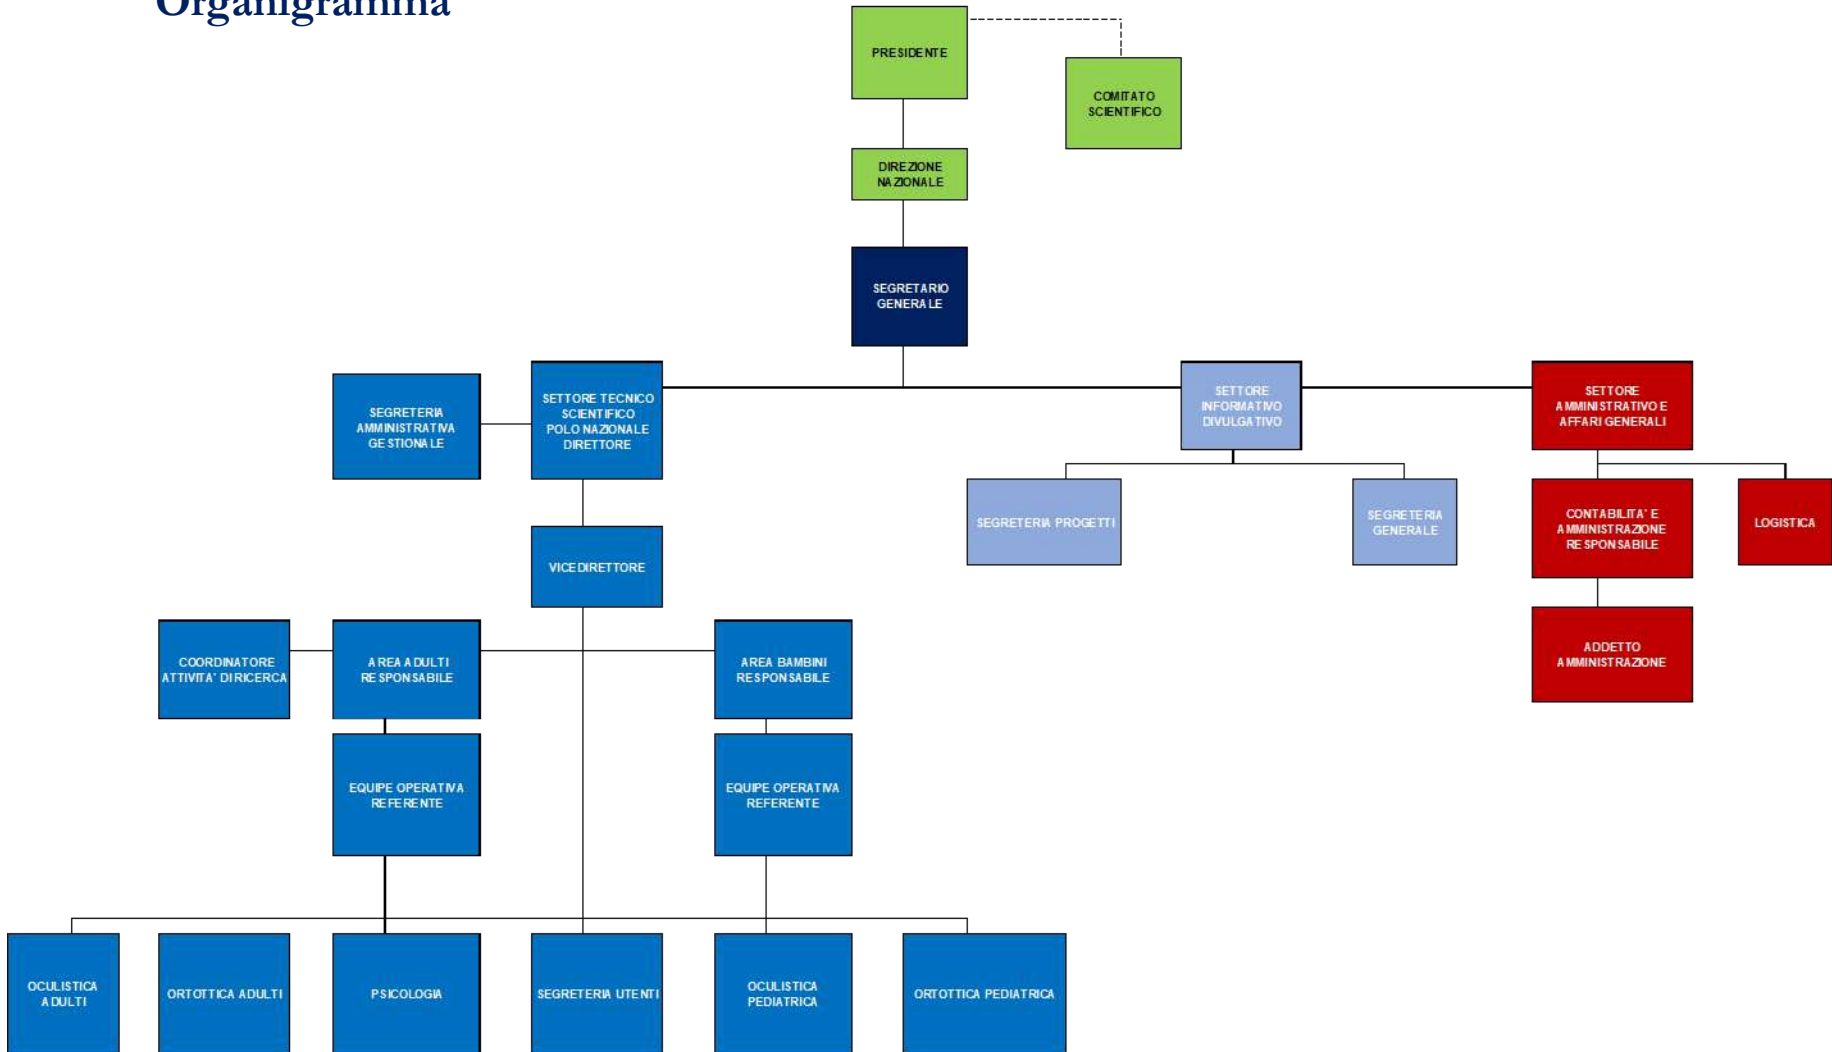 Organigramma
PRESIDENTE
COMITATO
SCIENTIFICO
DIREZIONE
NAZIONALE
SEGRETARIO
GENERALE
SEGRETERIA
AMMINISTRATIVA
GESTIONALE
SETTORE TECNICO
SCIENTIFICO
POLO NAZIONALE
DIRETTORE
SETTORE
INFORMATIVO
DIVULGATIVO
SETTORE
AMMINISTRATIVO E
AFFARI GENERALI
SEGRETERIA PROGETTI
SEGRETERIA
GENERALE
CONTABILITA' E
AMMINISTRAZIONE
RESPONSABILE
LOGISTICA
VICEDIRETTORE
COORDINATORE
ATTIVITA' DI RICERCA
AREA ADULTI
RESPONSABILE
AREA BAMBINI
RESPONSABILE
ADDETTO
AMMINISTRAZIONE
EQUIPE OPERATIVA
REFERENTE
EQUIPE OPERATIVA
REFERENTE
OCULISTICA
ADULTI
ORTOTTICA ADULTI
PSICOLOGIA
SEGRETERIA UTENTI
OCULISTICA
PEDIATRICA
ORTOTTICA PEDIATRICA